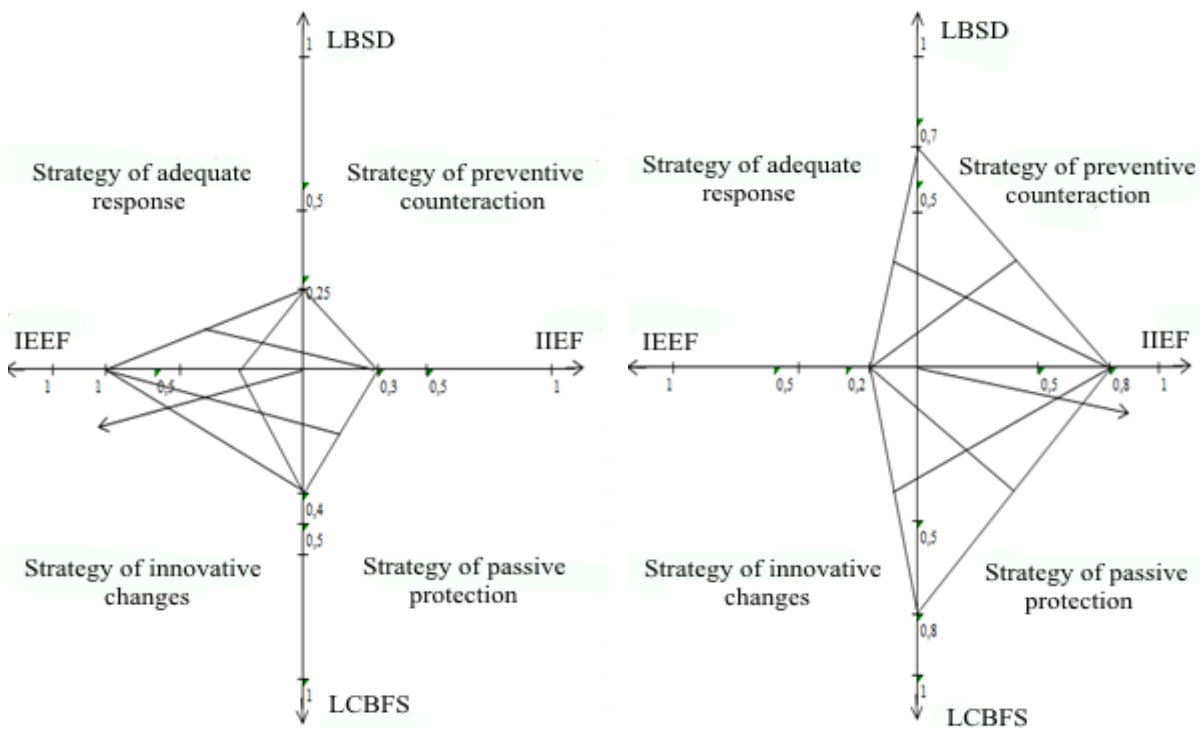 1
LBSD
Strategy of adequate
response
Strategy of preventive
counteraction
0,5
0,25
IEEF
IIEF
1
1
0,5
0,3
0,5
1
0,4
0,5
Strategy of innovative
changes
Strategy of passive
protection
1
LCBFS
1
LBSD
0,7
Strategy of adequate
response
Strategy of preventive
counteraction
0,5
IEEF
IIEF
1
0,5
0,2
0,5
0,8
1
0,5
Strategy of innovative
changes
Strategy of passive
protection
0,8
1
LCBFS